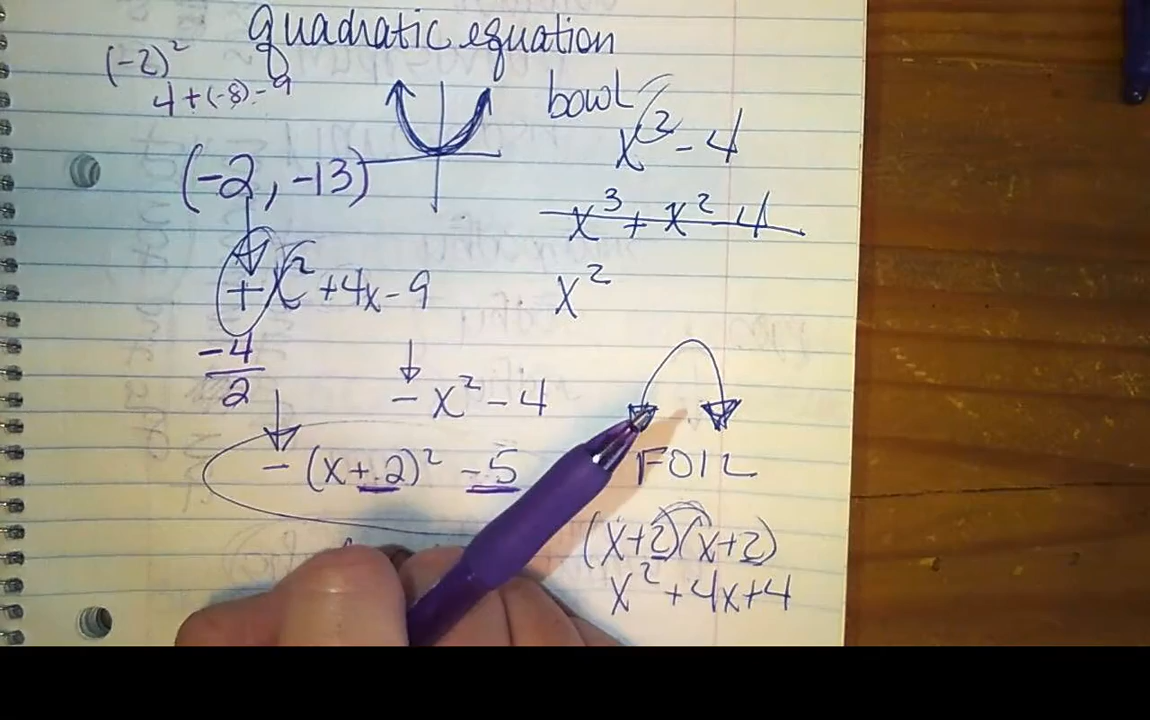 quadratic equation
(-2)²
4+(-8)-9
bowl
x² - 4
(-2, -13)
x³ + x² - 4
+x² + 4x - 9
x²
-4
2
- x² - 4
- (x + 2)² - 5
FOIL
(x+2)(x+2)
x² + 4x + 4